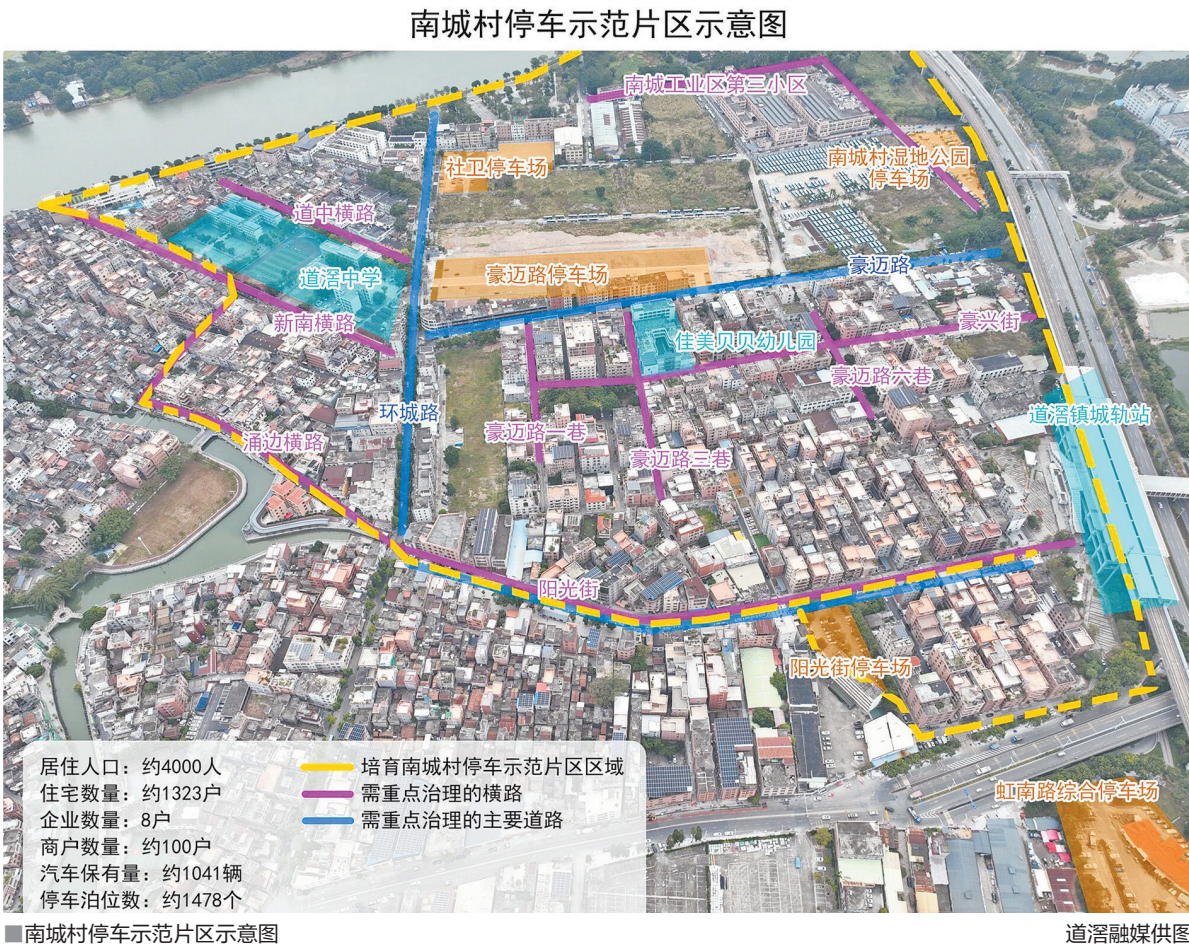 南城村停车示范片区示意图
南城工业区第三小区
社卫停车场
南城村湿地公园
停车场
道中横路
道滘中学
豪迈路停车场
豪迈路
新南横路
佳美贝贝幼儿园
豪兴街
豪迈路六巷
环城路
道滘镇城轨站
涌边横路
豪迈路一巷
豪迈路三巷
阳光街
阳光街停车场
虹南路综合停车场
居住人口：约4000人
住宅数量：约1323户
企业数量：8户
商户数量：约100户
汽车保有量：约1041辆
停车泊位数：约1478个
培育南城村停车示范片区区域
需重点治理的横路
需重点治理的主要道路
■南城村停车示范片区示意图
道滘融媒供图